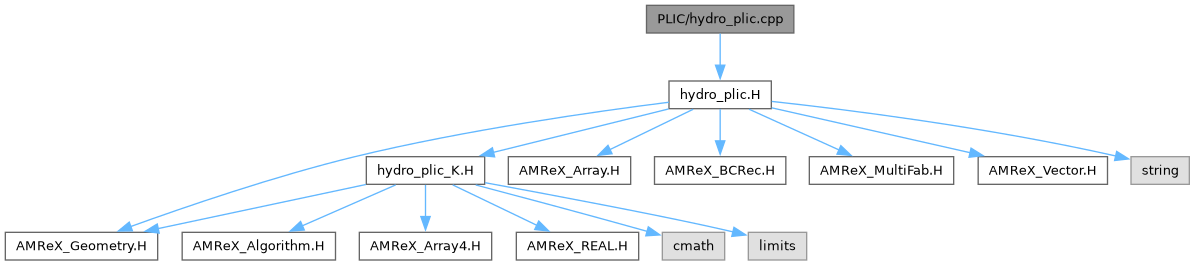 PLIC/hydro_plic.cpp
hydro_plic.H
hydro_plic_K.H
AMReX_Array.H
AMReX_BCRec.H
AMReX_MultiFab.H
AMReX_Vector.H
string
AMReX_Geometry.H
AMReX_Algorithm.H
AMReX_Array4.H
AMReX_REAL.H
cmath
limits